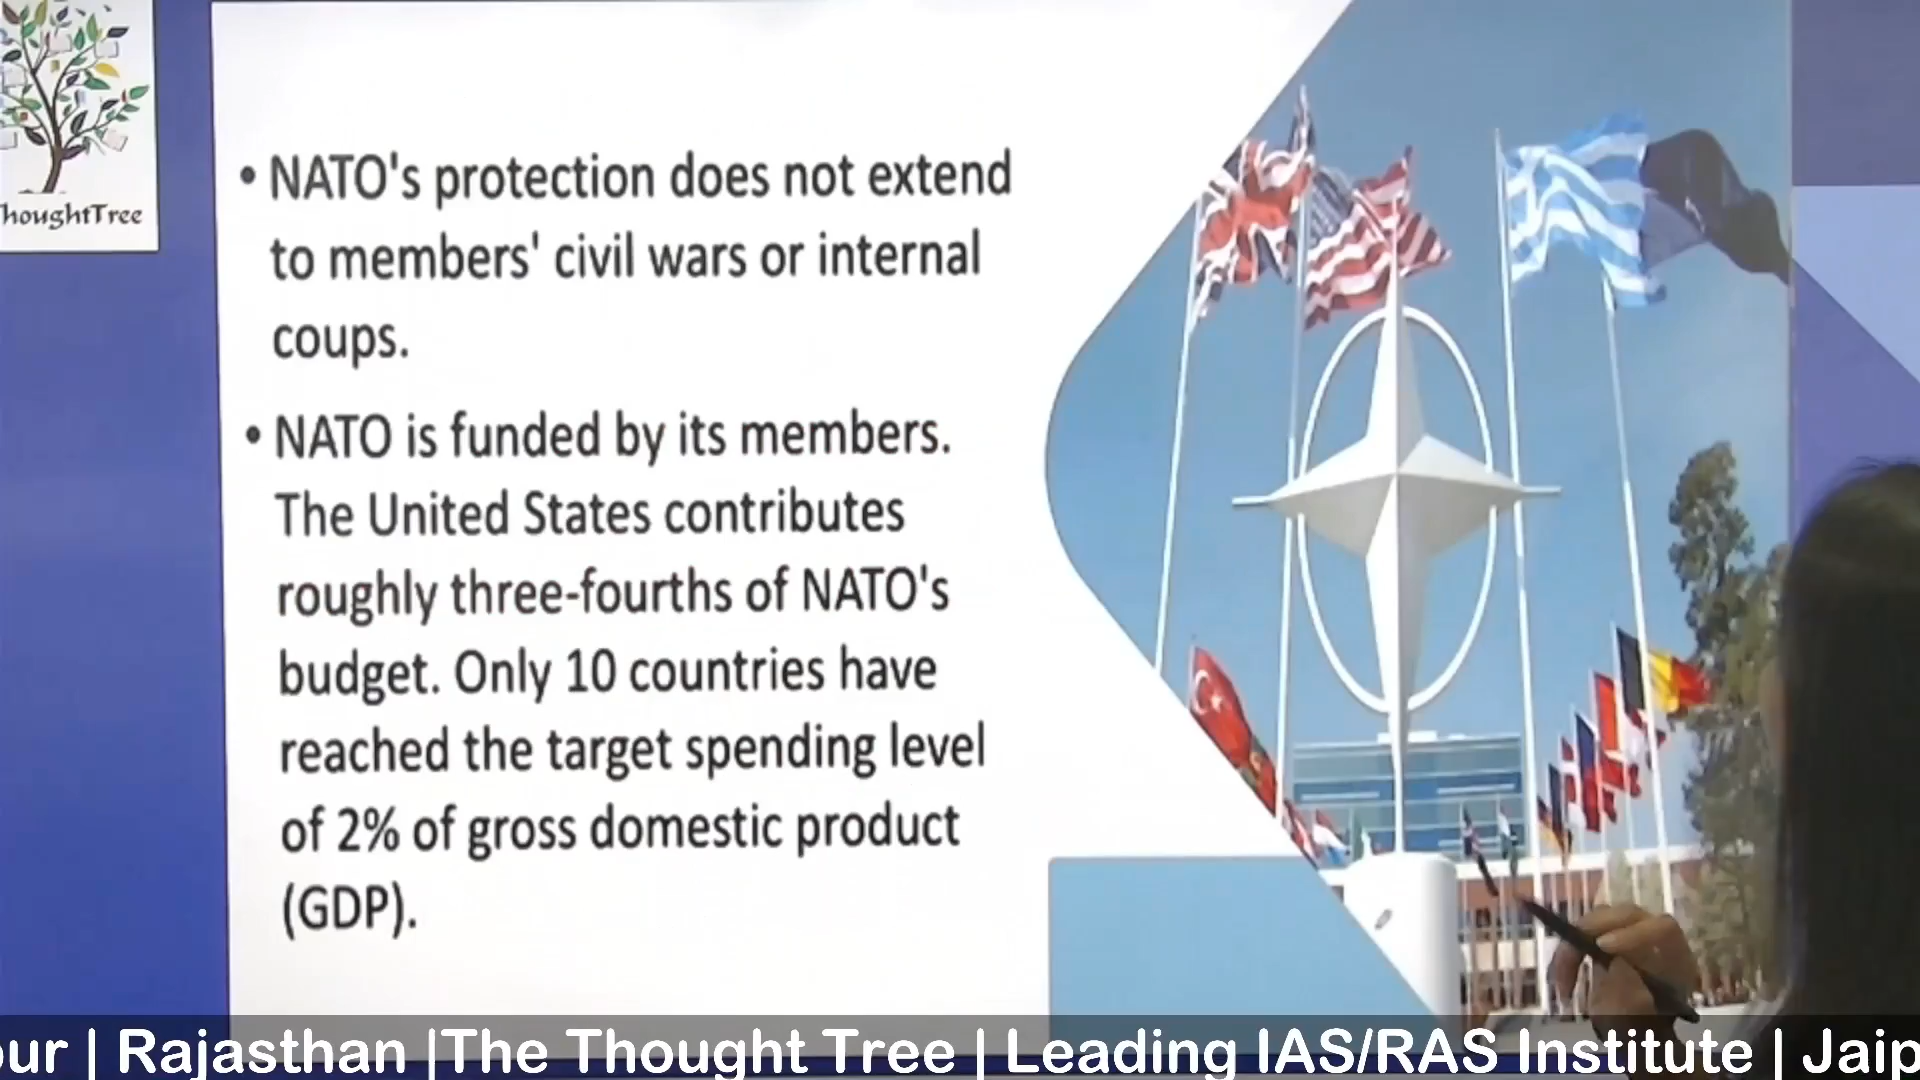 houghtTree
• NATO's protection does not extend
to members' civil wars or internal
coups.
• NATO is funded by its members.
The United States contributes
roughly three-fourths of NATO's
budget. Only 10 countries have
reached the target spending level
of 2% of gross domestic product
(GDP).
our | Rajasthan |The Thought Tree | Leading IAS/RAS Institute | Jaip